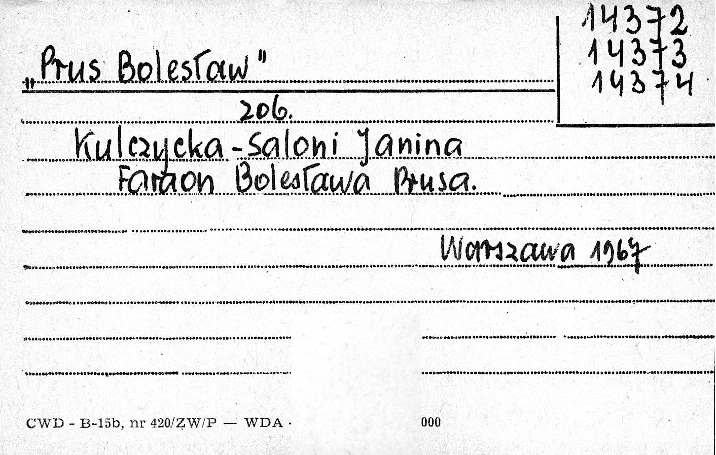 14372
14373
14374
„Prus Bolesław"
206.
Kulczycka-Saloni Janina
Faraon Bolesława Prusa.
Warszawa 1967
CWD - B-15b, nr 420/ZW/P — WDA · 000